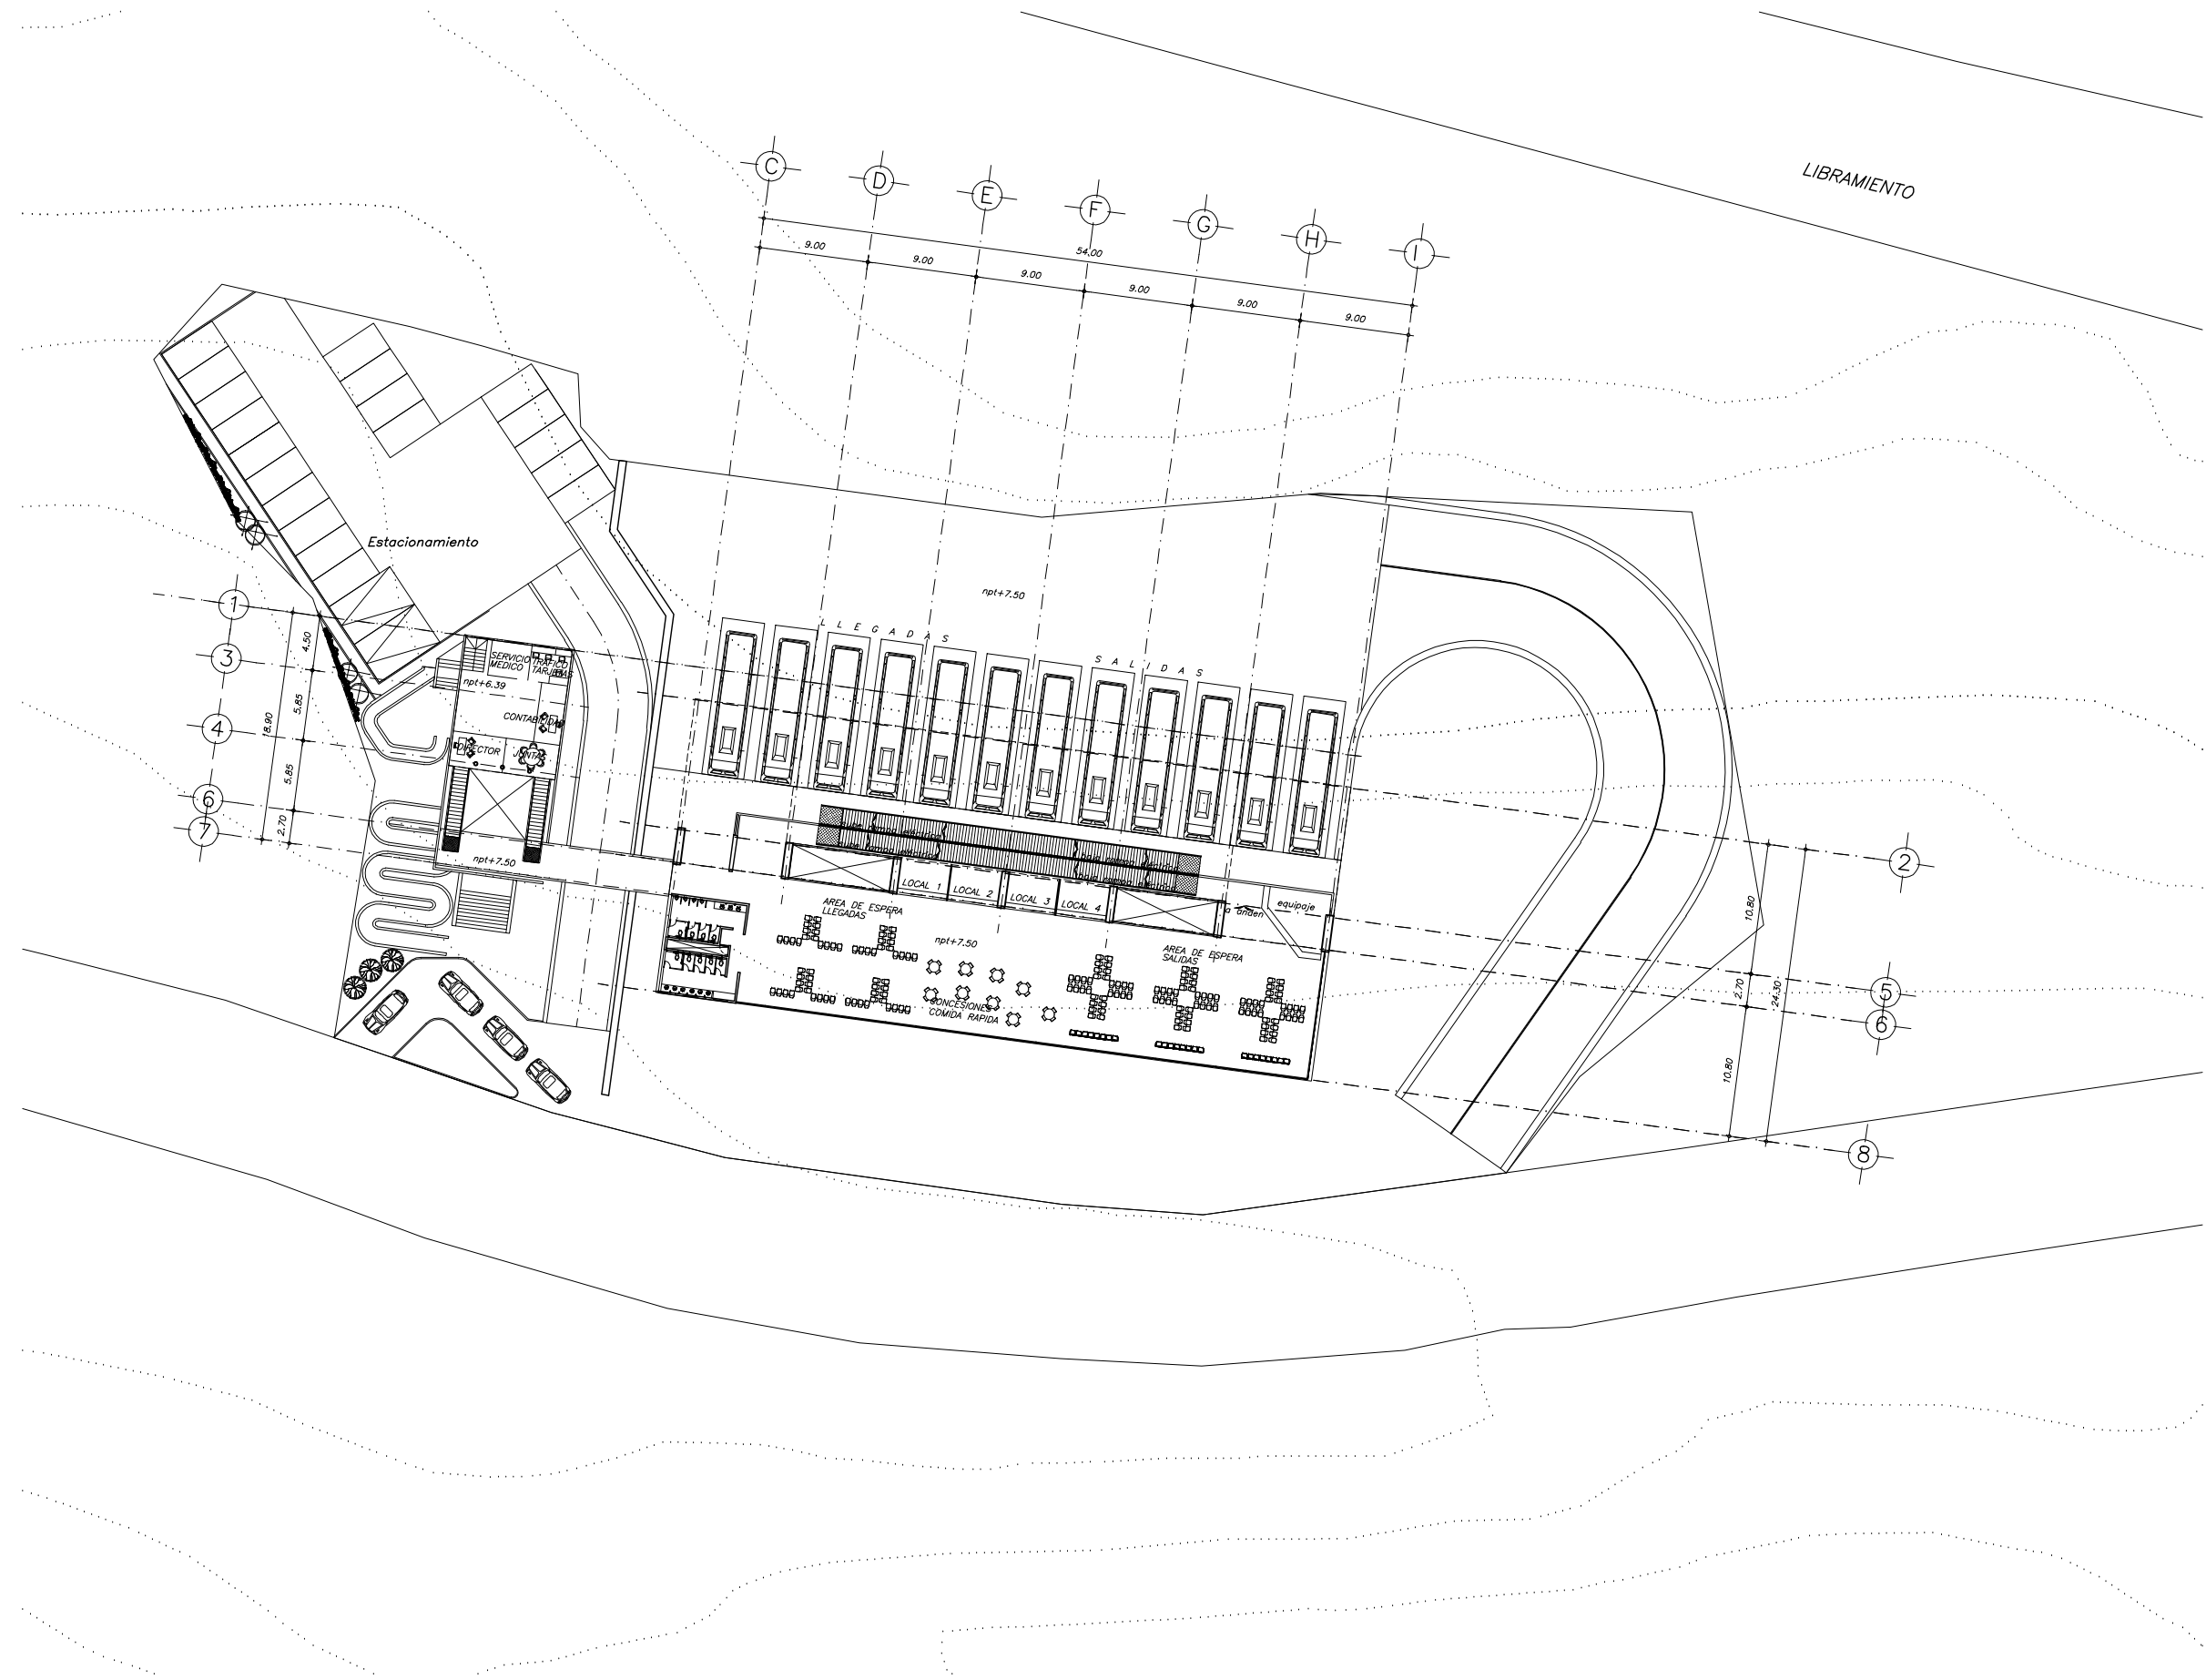 LIBRAMIENTO
C
D
E
F
G
H
I
54.00
9.00
9.00
9.00
9.00
9.00
9.00
Estacionamiento
npt+7.50
1
3
4
6
7
4.50
5.85
18.90
5.85
2.70
LLEGADAS
SALIDAS
SERVICIO
MEDICO
TRAFICO
TARJETAS
npt+6.39
CONTABILIDAD
DIRECTOR
JUNTAS
npt+7.50
LOCAL 1
LOCAL 2
LOCAL 3
LOCAL 4
a anden
equipaje
AREA DE ESPERA
LLEGADAS
npt+7.50
AREA DE ESPERA
SALIDAS
CONCESIONES
COMIDA RAPIDA
2
5
6
8
10.80
2.70
24.30
10.80